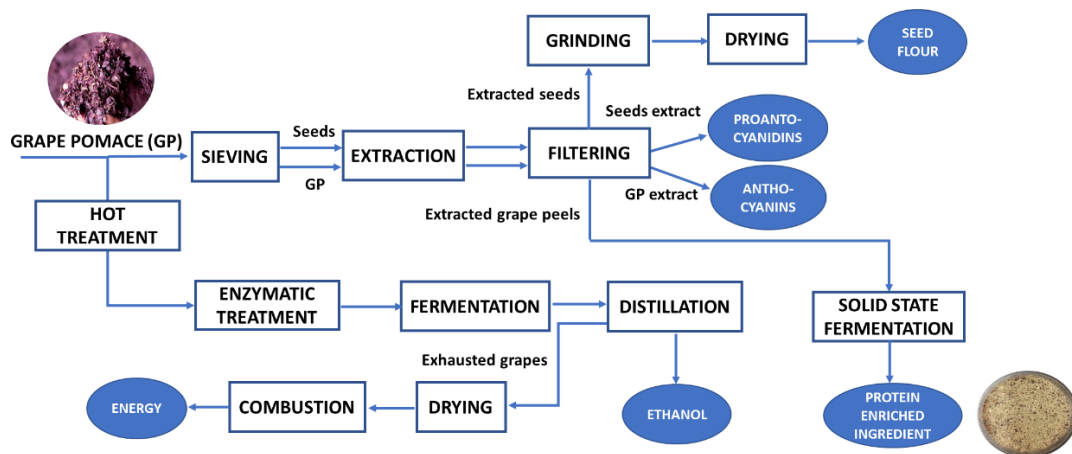 GRINDING
DRYING
SEED
FLOUR
Extracted seeds
Seeds extract
PROANTO-
CYANIDINS
GRAPE POMACE (GP)
Seeds
SIEVING
EXTRACTION
FILTERING
GP
GP extract
ANTHO-
CYANINS
HOT
TREATMENT
Extracted grape peels
ENZYMATIC
TREATMENT
FERMENTATION
DISTILLATION
SOLID STATE
FERMENTATION
Exhausted grapes
ENERGY
COMBUSTION
DRYING
ETHANOL
PROTEIN
ENRICHED
INGREDIENT